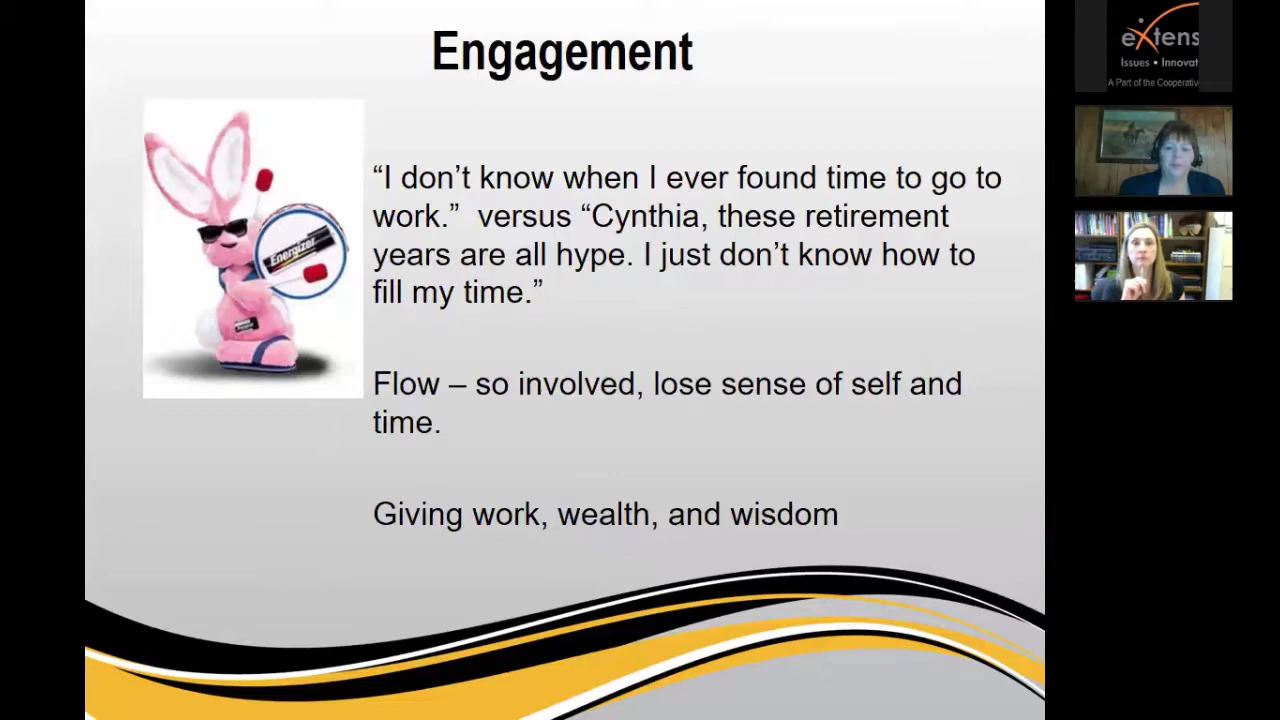 Engagement
“I don’t know when I ever found time to go to
work.”  versus “Cynthia, these retirement
years are all hype. I just don’t know how to
fill my time.”
Flow – so involved, lose sense of self and
time.
Giving work, wealth, and wisdom
Energizer
eXtens
Issues • Innovat
A Part of the Cooperative